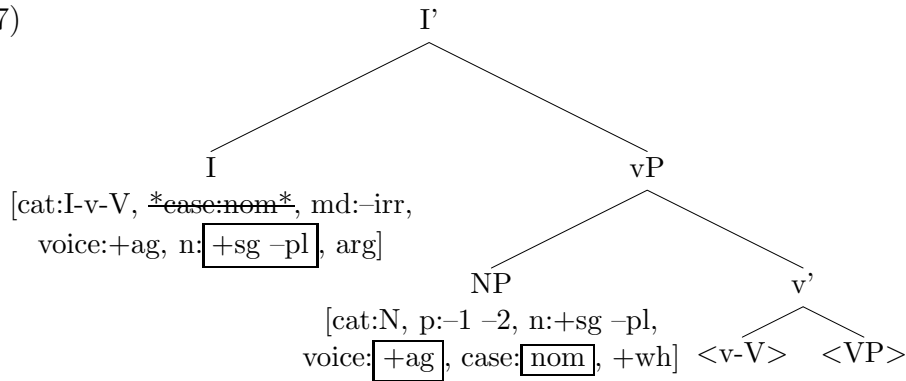 7)
I'
I
vP
[cat:I-v-V, *case:nom*, md:–irr,
voice:+ag, n: +sg –pl , arg]
NP
v'
[cat:N, p:–1 –2, n:+sg –pl,
voice: +ag , case: nom , +wh]
<v-V>
<VP>